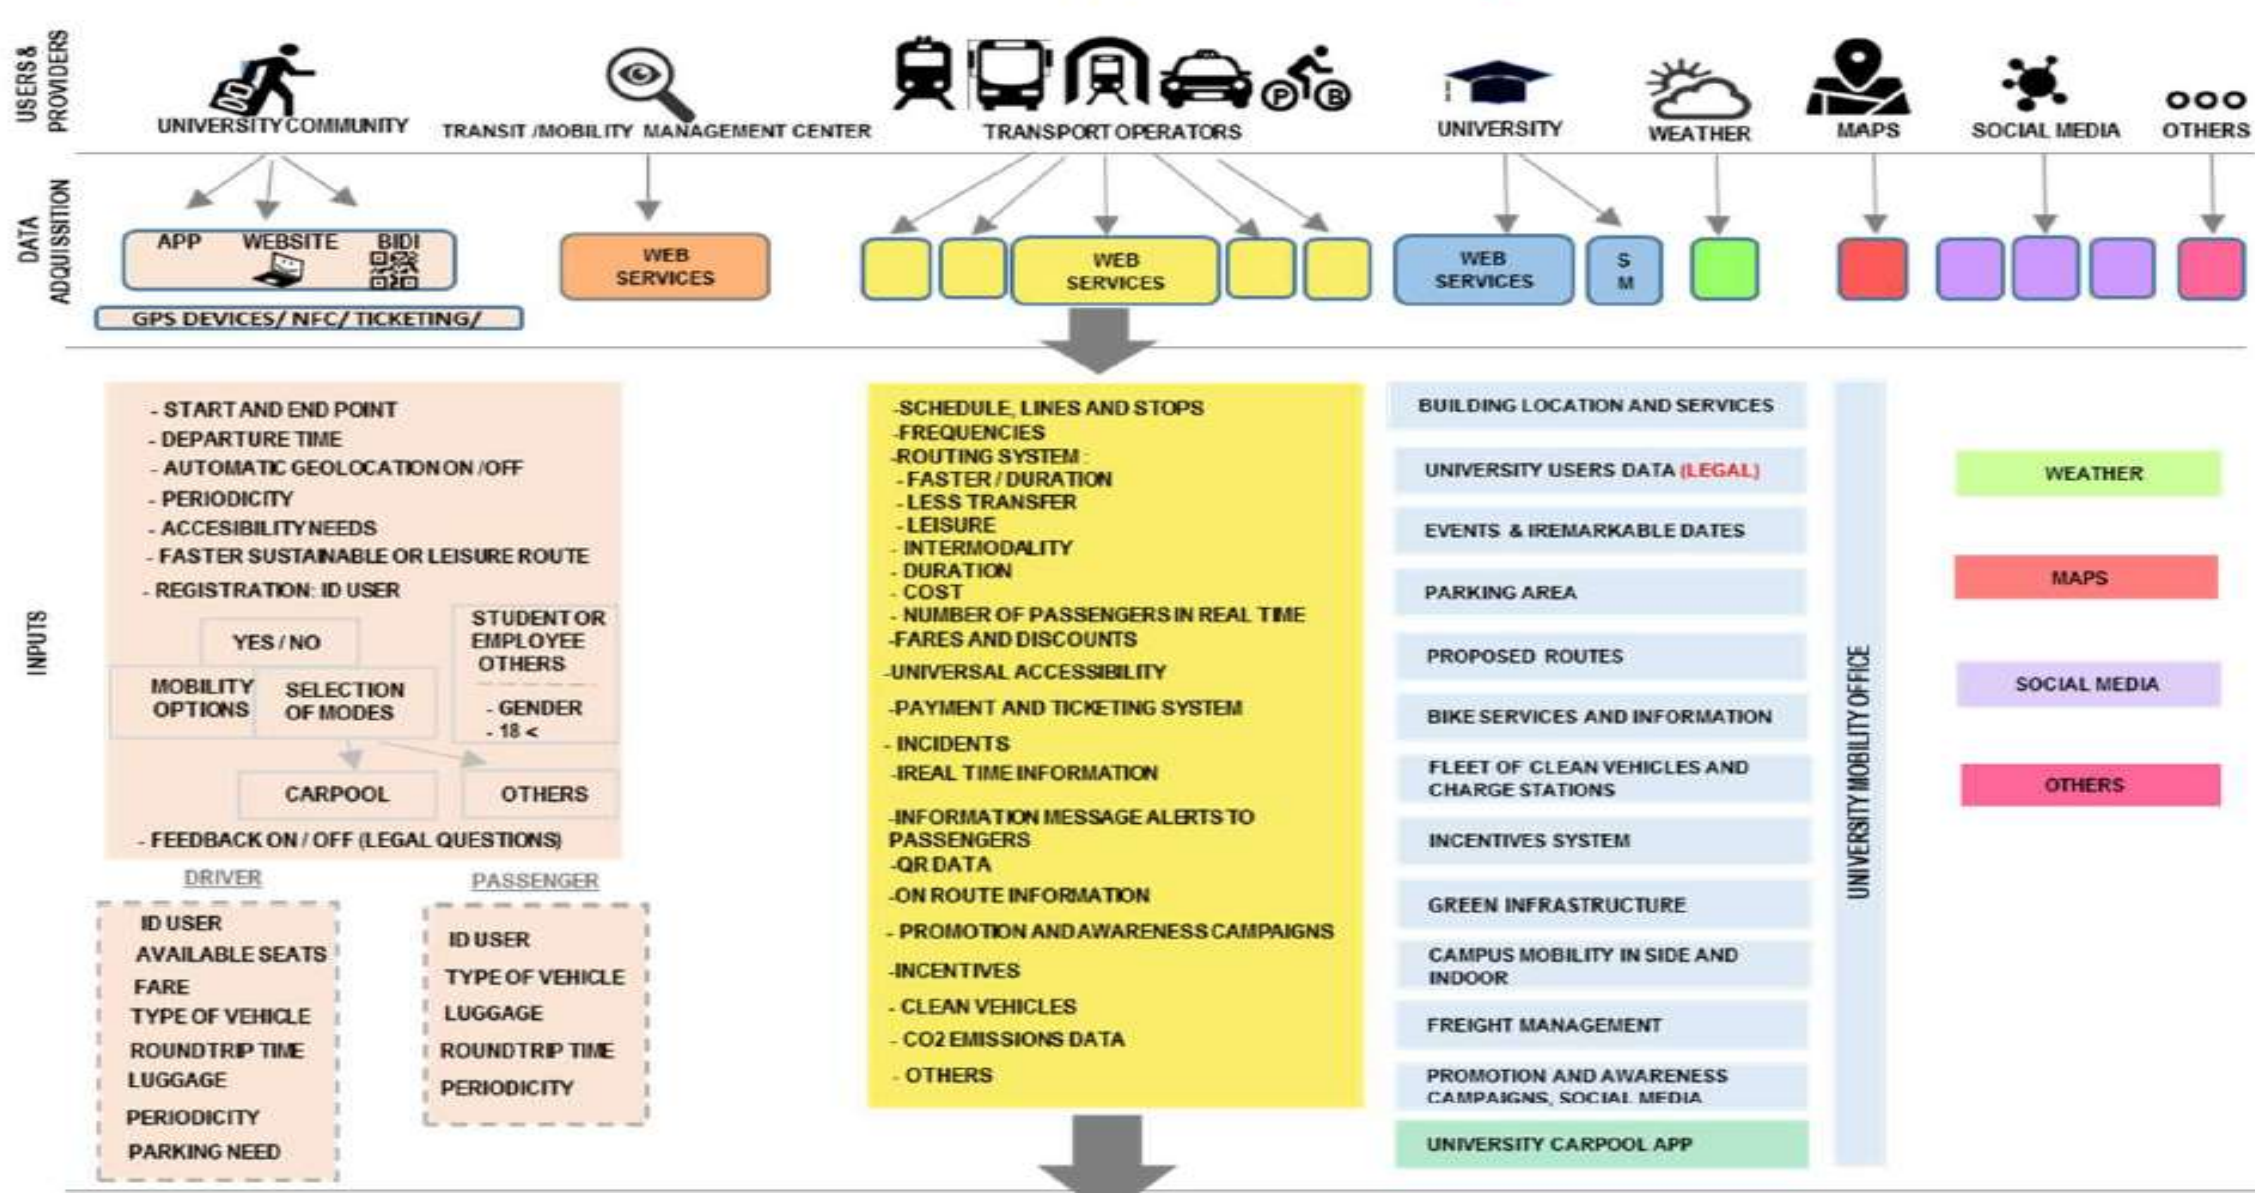 USERS &
PROVIDERS
UNIVERSITY COMMUNITY
TRANSIT /MOBILITY MANAGEMENT CENTER
TRANSPORT OPERATORS
P
B
UNIVERSITY
WEATHER
MAPS
SOCIAL MEDIA
OTHERS
DATA
ADQUISSITION
APP
WEBSITE
BIDI
GPS DEVICES/ NFC/ TICKETING/
WEB
SERVICES
WEB
SERVICES
WEB
SERVICES
S
M
INPUTS
- START AND END POINT
- DEPARTURE TIME
- AUTOMATIC GEOLOCATION ON /OFF
- PERIODICITY
- ACCESIBILITY NEEDS
- FASTER SUSTAINABLE OR LEISURE ROUTE
- REGISTRATION: ID USER
YES / NO
MOBILITY
OPTIONS
SELECTION
OF MODES
STUDENT OR
EMPLOYEE
OTHERS
- GENDER
- 18 <
CARPOOL
OTHERS
- FEEDBACK ON / OFF (LEGAL QUESTIONS)
DRIVER
ID USER
AVAILABLE SEATS
FARE
TYPE OF VEHICLE
ROUNDTRIP TIME
LUGGAGE
PERIODICITY
PARKING NEED
PASSENGER
ID USER
TYPE OF VEHICLE
LUGGAGE
ROUNDTRIP TIME
PERIODICITY
-SCHEDULE, LINES AND STOPS
-FREQUENCIES
-ROUTING SYSTEM :
- FASTER / DURATION
- LESS TRANSFER
- LEISURE
- INTERMODALITY
- DURATION
- COST
- NUMBER OF PASSENGERS IN REAL TIME
-FARES AND DISCOUNTS
-UNIVERSAL ACCESSIBILITY
-PAYMENT AND TICKETING SYSTEM
- INCIDENTS
-IREAL TIME INFORMATION
-INFORMATION MESSAGE ALERTS TO
PASSENGERS
-QR DATA
-ON ROUTE INFORMATION
- PROMOTION AND AWARENESS CAMPAIGNS
-INCENTIVES
- CLEAN VEHICLES
- CO2 EMISSIONS DATA
- OTHERS
BUILDING LOCATION AND SERVICES
UNIVERSITY USERS DATA (LEGAL)
EVENTS & IREMARKABLE DATES
PARKING AREA
PROPOSED ROUTES
BIKE SERVICES AND INFORMATION
FLEET OF CLEAN VEHICLES AND
CHARGE STATIONS
INCENTIVES SYSTEM
GREEN INFRASTRUCTURE
CAMPUS MOBILITY IN SIDE AND
INDOOR
FREIGHT MANAGEMENT
PROMOTION AND AWARENESS
CAMPAIGNS, SOCIAL MEDIA
UNIVERSITY CARPOOL APP
UNIVERSITY MOBILITY OFFICE
WEATHER
MAPS
SOCIAL MEDIA
OTHERS